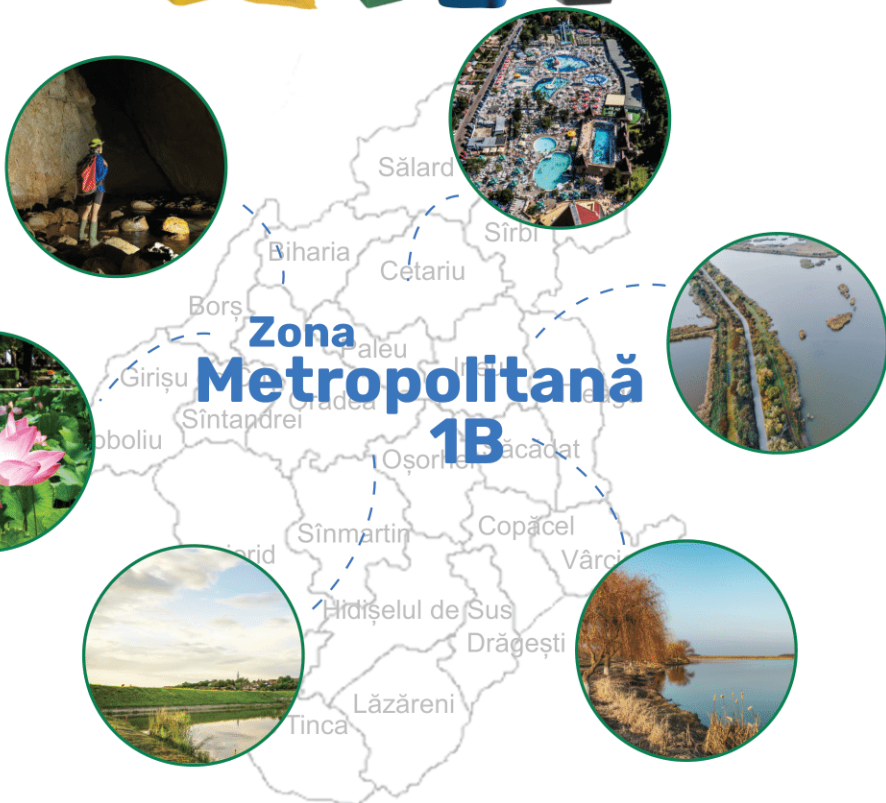 Sălard
Sîrbi
Biharia
Cetariu
Borș
Zona
Paleu
Girișu
Metropolitană
Oradea
Sîntandrei
1B
Oșorhei
Săcădat
Copăcel
Sînmartin
Hidișelul de Sus
Drăgești
Lăzăreni
Tinca